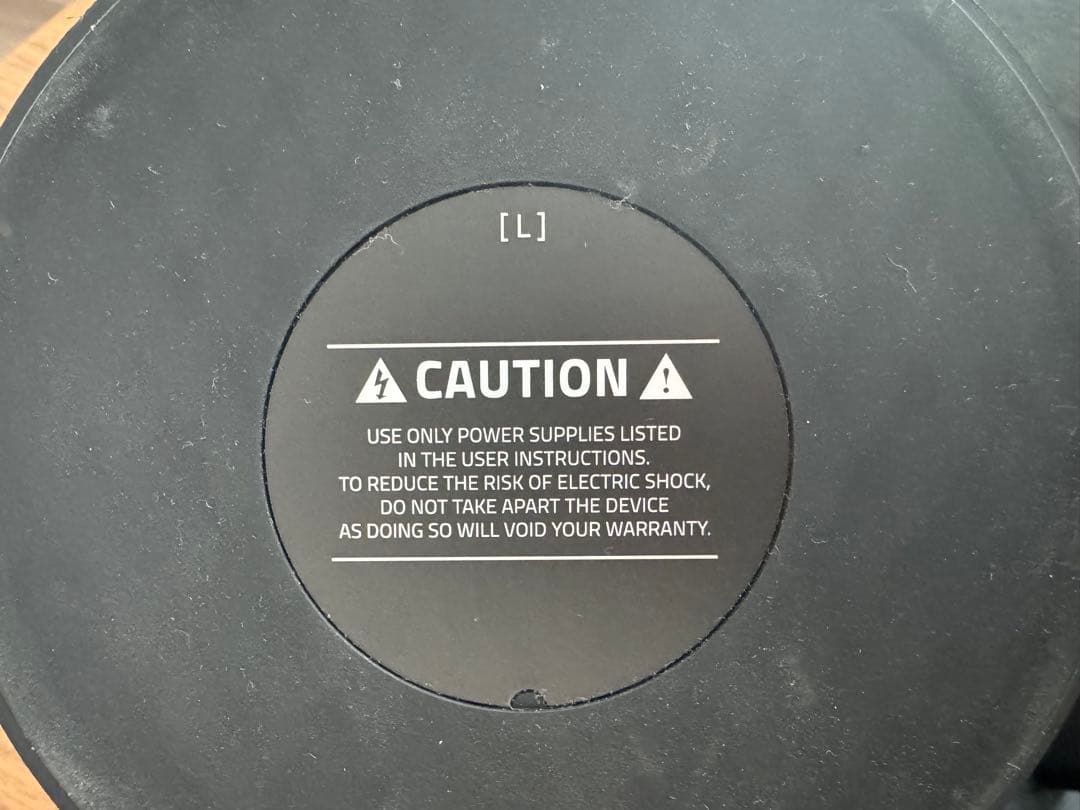 [L]
CAUTION
USE ONLY POWER SUPPLIES LISTED
IN THE USER INSTRUCTIONS.
TO REDUCE THE RISK OF ELECTRIC SHOCK,
DO NOT TAKE APART THE DEVICE
AS DOING SO WILL VOID YOUR WARRANTY.